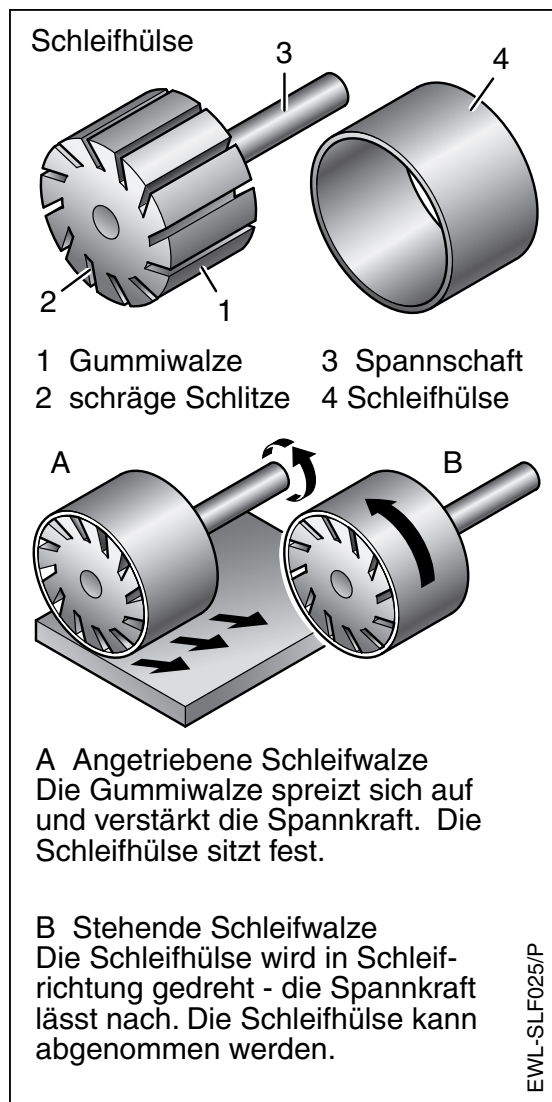 Schleifhülse
3
4
2
1
1 Gummiwalze 3 Spannschaft
2 schräge Schlitze 4 Schleifhülse
A
B
A Angetriebene Schleifwalze
Die Gummiwalze spreizt sich auf
und verstärkt die Spannkraft. Die
Schleifhülse sitzt fest.
B Stehende Schleifwalze
Die Schleifhülse wird in Schleif-
richtung gedreht - die Spannkraft
lässt nach. Die Schleifhülse kann
abgenommen werden.
EWL-SLF025/P